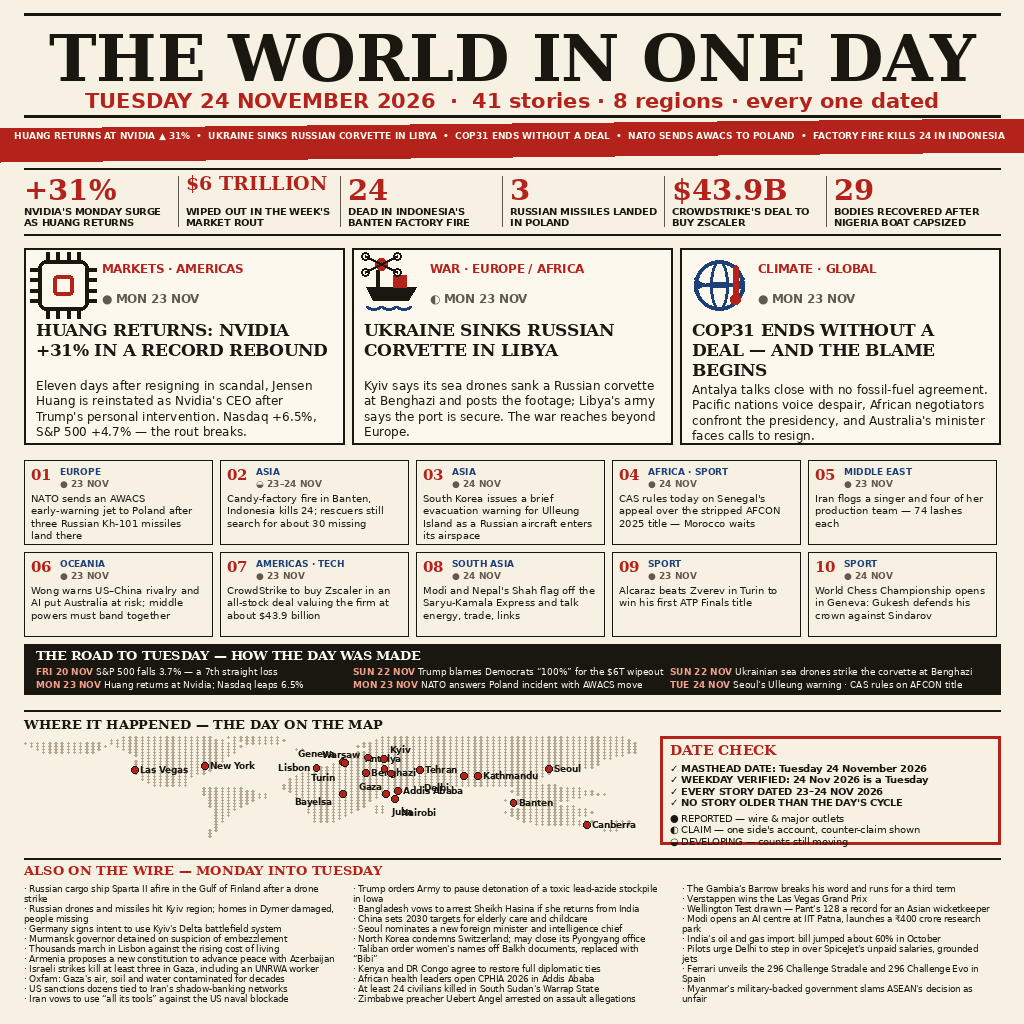 THE WORLD IN ONE DAY
TUESDAY 24 NOVEMBER 2026 · 41 stories · 8 regions · every one dated
HUANG RETURNS AT NVIDIA ▲ 31% • UKRAINE SINKS RUSSIAN CORVETTE IN LIBYA • COP31 ENDS WITHOUT A DEAL • NATO SENDS AWACS TO POLAND • FACTORY FIRE KILLS 24 IN INDONESIA
+31%
NVIDIA'S MONDAY SURGE
AS HUANG RETURNS
$6 TRILLION
WIPED OUT IN THE WEEK'S
MARKET ROUT
24
DEAD IN INDONESIA'S
BANTEN FACTORY FIRE
3
RUSSIAN MISSILES LANDED
IN POLAND
$43.9B
CROWDSTRIKE'S DEAL TO
BUY ZSCALER
29
BODIES RECOVERED AFTER
NIGERIA BOAT CAPSIZED
MARKETS · AMERICAS
● MON 23 NOV
HUANG RETURNS: NVIDIA
+31% IN A RECORD REBOUND
Eleven days after resigning in scandal, Jensen
Huang is reinstated as Nvidia's CEO after
Trump's personal intervention. Nasdaq +6.5%,
S&P 500 +4.7% — the rout breaks.
WAR · EUROPE / AFRICA
◐ MON 23 NOV
UKRAINE SINKS RUSSIAN
CORVETTE IN LIBYA
Kyiv says its sea drones sank a Russian corvette
at Benghazi and posts the footage; Libya's army
says the port is secure. The war reaches beyond
Europe.
CLIMATE · GLOBAL
● MON 23 NOV
COP31 ENDS WITHOUT A
DEAL — AND THE BLAME
BEGINS
Antalya talks close with no fossil-fuel agreement.
Pacific nations voice despair, African negotiators
confront the presidency, and Australia's minister
faces calls to resign.
01 EUROPE
● 23 NOV
NATO sends an AWACS
early-warning jet to Poland after
three Russian Kh-101 missiles
land there
02 ASIA
◒ 23–24 NOV
Candy-factory fire in Banten,
Indonesia kills 24; rescuers still
search for about 30 missing
03 ASIA
● 24 NOV
South Korea issues a brief
evacuation warning for Ulleung
Island as a Russian aircraft enters
its airspace
04 AFRICA · SPORT
● 24 NOV
CAS rules today on Senegal's
appeal over the stripped AFCON
2025 title — Morocco waits
05 MIDDLE EAST
● 23 NOV
Iran flogs a singer and four of her
production team — 74 lashes
each
06 OCEANIA
● 23 NOV
Wong warns US–China rivalry and
AI put Australia at risk; middle
powers must band together
07 AMERICAS · TECH
● 23 NOV
CrowdStrike to buy Zscaler in an
all-stock deal valuing the firm at
about $43.9 billion
08 SOUTH ASIA
● 24 NOV
Modi and Nepal's Shah flag off the
Saryu-Kamala Express and talk
energy, trade, links
09 SPORT
● 23 NOV
Alcaraz beats Zverev in Turin to
win his first ATP Finals title
10 SPORT
● 24 NOV
World Chess Championship opens
in Geneva: Gukesh defends his
crown against Sindarov
THE ROAD TO TUESDAY — HOW THE DAY WAS MADE
FRI 20 NOV S&P 500 falls 3.7% — a 7th straight loss
SUN 22 NOV Trump blames Democrats “100%” for the $6T wipeout
SUN 22 NOV Ukrainian sea drones strike the corvette at Benghazi
MON 23 NOV Huang returns at Nvidia; Nasdaq leaps 6.5%
MON 23 NOV NATO answers Poland incident with AWACS move
TUE 24 NOV Seoul's Ulleung warning · CAS rules on AFCON title
WHERE IT HAPPENED — THE DAY ON THE MAP
Las Vegas
New York
Lisbon
Geneva
Warsaw
Turin
Kyiv
Antalya
Benghazi
Gaza
Tehran
Delhi
Kathmandu
Seoul
Bayelsa
Addis Ababa
Juba
Nairobi
Banten
Canberra
DATE CHECK
✓ MASTHEAD DATE: Tuesday 24 November 2026
✓ WEEKDAY VERIFIED: 24 Nov 2026 is a Tuesday
✓ EVERY STORY DATED 23–24 NOV 2026
✓ NO STORY OLDER THAN THE DAY'S CYCLE
● REPORTED — wire & major outlets
◐ CLAIM — one side's account, counter-claim shown
◒ DEVELOPING — counts still moving
ALSO ON THE WIRE — MONDAY INTO TUESDAY
· Russian cargo ship Sparta II afire in the Gulf of Finland after a drone
strike
· Russian drones and missiles hit Kyiv region; homes in Dymer damaged,
people missing
· Germany signs intent to use Kyiv's Delta battlefield system
· Murmansk governor detained on suspicion of embezzlement
· Thousands march in Lisbon against the rising cost of living
· Armenia proposes a new constitution to advance peace with Azerbaijan
· Israeli strikes kill at least three in Gaza, including an UNRWA worker
· Oxfam: Gaza's air, soil and water contaminated for decades
· US sanctions dozens tied to Iran's shadow-banking networks
· Iran vows to use “all its tools” against the US naval blockade
· Trump orders Army to pause detonation of a toxic lead-azide stockpile
in Iowa
· Bangladesh vows to arrest Sheikh Hasina if she returns from India
· China sets 2030 targets for elderly care and childcare
· Seoul nominates a new foreign minister and intelligence chief
· North Korea condemns Switzerland; may close its Pyongyang office
· Taliban order women's names off Balkh documents, replaced with
“Bibi”
· Kenya and DR Congo agree to restore full diplomatic ties
· African health leaders open CPHIA 2026 in Addis Ababa
· At least 24 civilians killed in South Sudan's Warrap State
· Zimbabwe preacher Uebert Angel arrested on assault allegations
· The Gambia's Barrow breaks his word and runs for a third term
· Verstappen wins the Las Vegas Grand Prix
· Wellington Test drawn — Pant's 128 a record for an Asian wicketkeeper
· Modi opens an AI centre at IIT Patna, launches a ₹400 crore research
park
· India's oil and gas import bill jumped about 60% in October
· Pilots urge Delhi to step in over SpiceJet's unpaid salaries, grounded
jets
· Ferrari unveils the 296 Challenge Stradale and 296 Challenge Evo in
Spain
· Myanmar's military-backed government slams ASEAN's decision as
unfair